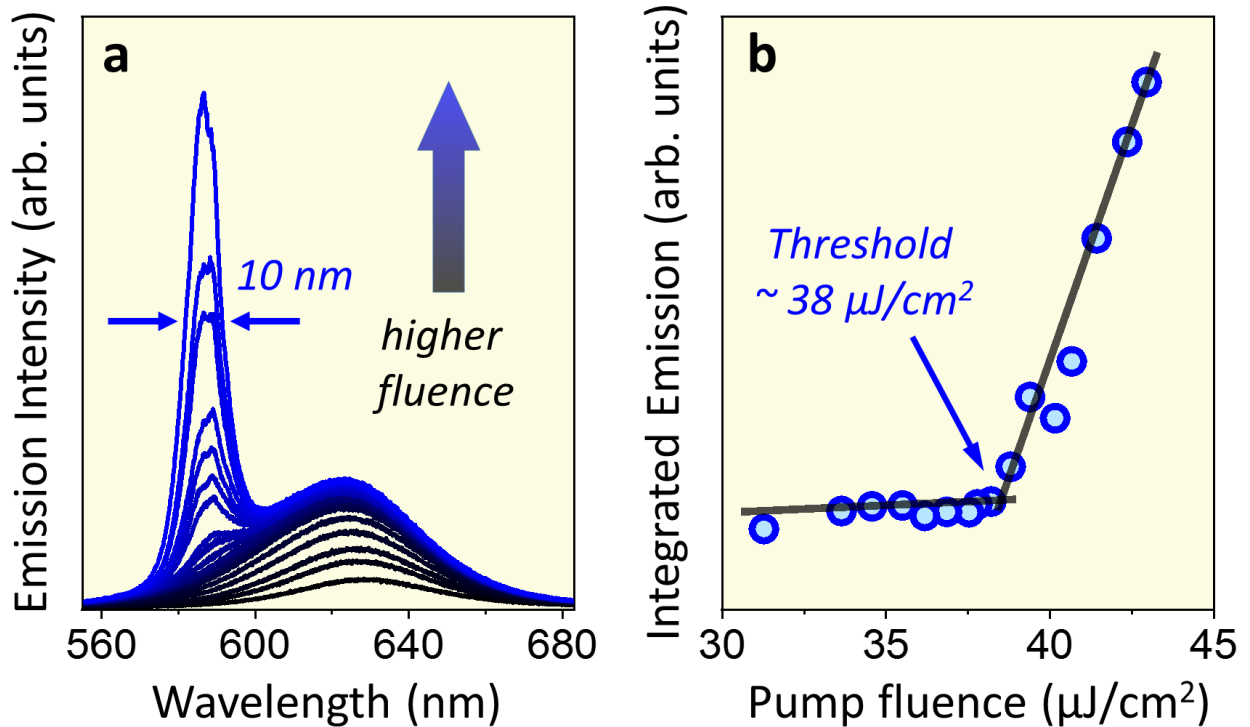 a
Emission Intensity (arb. units)
10 nm
higher
fluence
560
600
640
680
Wavelength (nm)
b
Integrated Emission (arb. units)
Threshold
~ 38 µJ/cm²
30
35
40
45
Pump fluence (µJ/cm²)